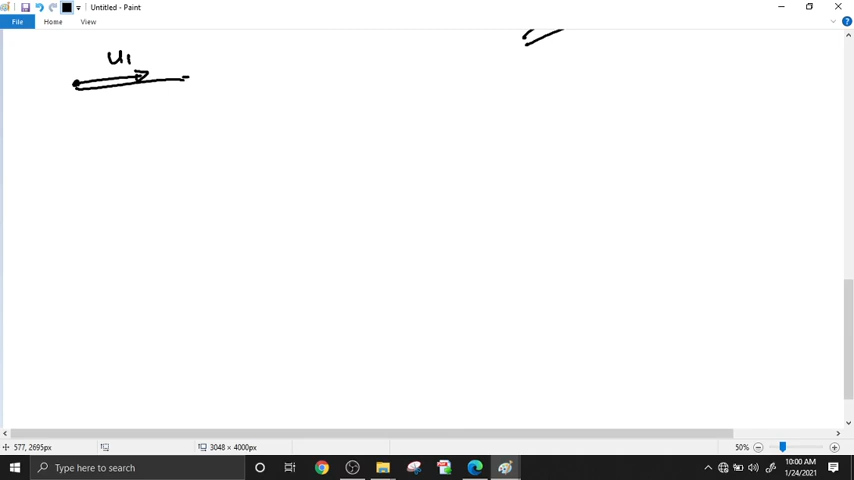 Untitled - Paint
File
Home
View
u1
577, 2695px
3048 × 4000px
50%
Type here to search
10:00 AM
1/24/2021